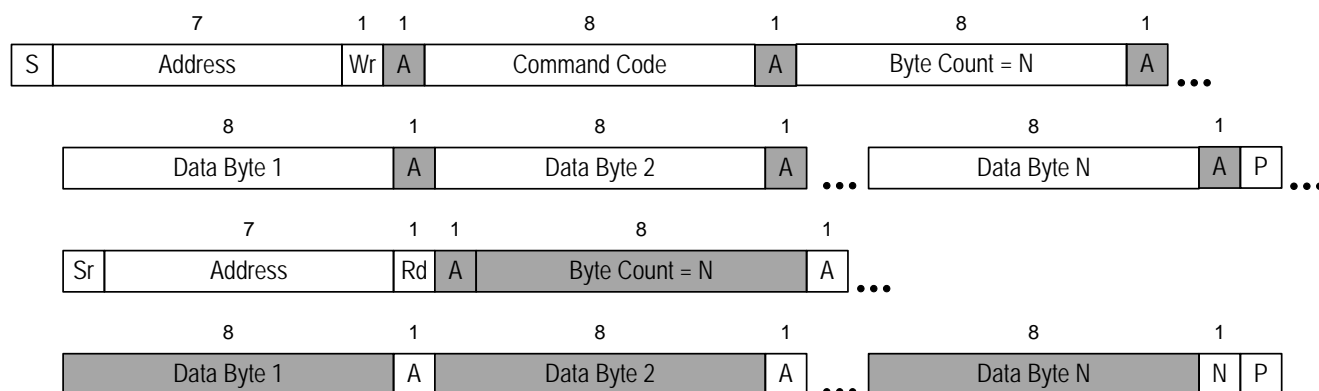 7 1 1 8 1 8 1
S Address Wr A Command Code A Byte Count = N A ...
8 1 8 1 8 1
Data Byte 1 A Data Byte 2 A ... Data Byte N A P ...
7 1 1 8 1
Sr Address Rd A Byte Count = N A ...
8 1 8 1 8 1
Data Byte 1 A Data Byte 2 A ... Data Byte N N P